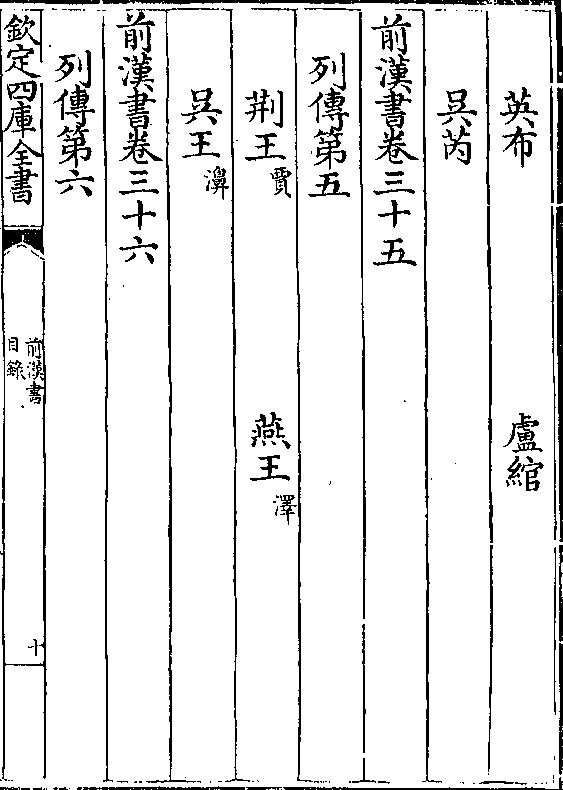 英布　盧綰
吳芮
前漢書卷三十五
列傳第五
荆王賈　燕王澤
吳王濞
前漢書卷三十六
列傳第六
欽定四庫全書　前漢書目錄　十